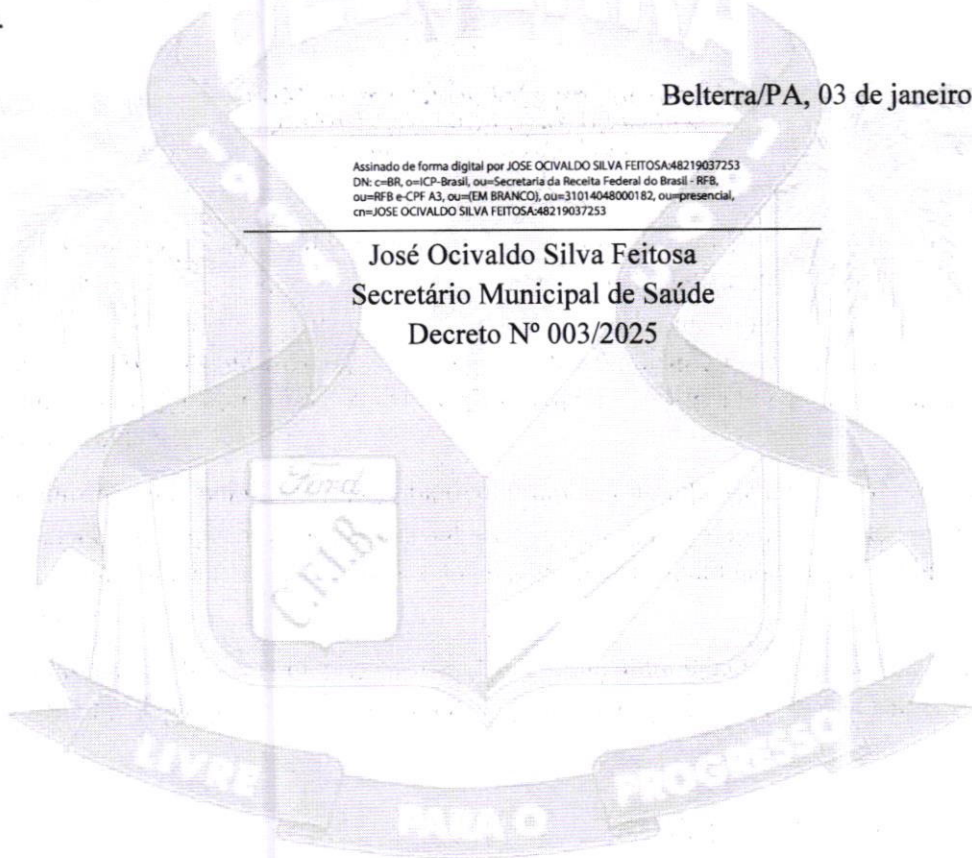 Belterra/PA, 03 de janeiro
Assinado de forma digital por JOSE OCIVALDO SILVA FEITOSA:48219037253
DN: c=BR, o=ICP-Brasil, ou=Secretaria da Receita Federal do Brasil - RFB,
ou=RFB e-CPF A3, ou=(EM BRANCO), ou=31014048000182, ou=presencial,
cn=JOSE OCIVALDO SILVA FEITOSA:48219037253
José Ocivaldo Silva Feitosa
Secretário Municipal de Saúde
Decreto Nº 003/2025
Ford
C.F.I.B.
LIVRE
PARA O
PROGRESSO